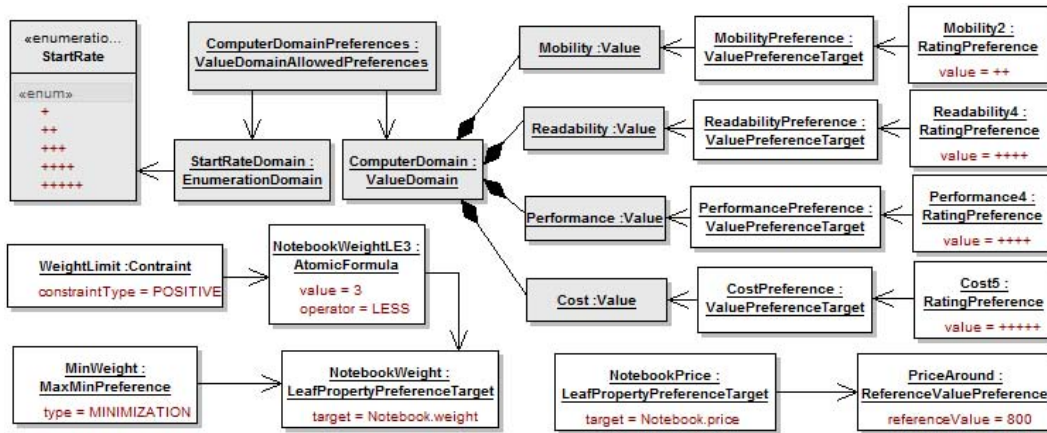 «enumeratio...
StartRate
«enum»
+
++
+++
++++
+++++
ComputerDomainPreferences :
ValueDomainAllowedPreferences
StartRateDomain :
EnumerationDomain
ComputerDomain :
ValueDomain
Mobility :Value
MobilityPreference :
ValuePreferenceTarget
Mobility2 :
RatingPreference
value = ++
Readability :Value
ReadabilityPreference :
ValuePreferenceTarget
Readability4 :
RatingPreference
value = ++++
Performance :Value
PerformancePreference :
ValuePreferenceTarget
Performance4 :
RatingPreference
value = ++++
Cost :Value
CostPreference :
ValuePreferenceTarget
Cost5 :
RatingPreference
value = +++++
WeightLimit :Contraint
constraintType = POSITIVE
NotebookWeightLE3 :
AtomicFormula
value = 3
operator = LESS
MinWeight :
MaxMinPreference
type = MINIMIZATION
NotebookWeight :
LeafPropertyPreferenceTarget
target = Notebook.weight
NotebookPrice :
LeafPropertyPreferenceTarget
target = Notebook.price
PriceAround :
ReferenceValuePreference
referenceValue = 800